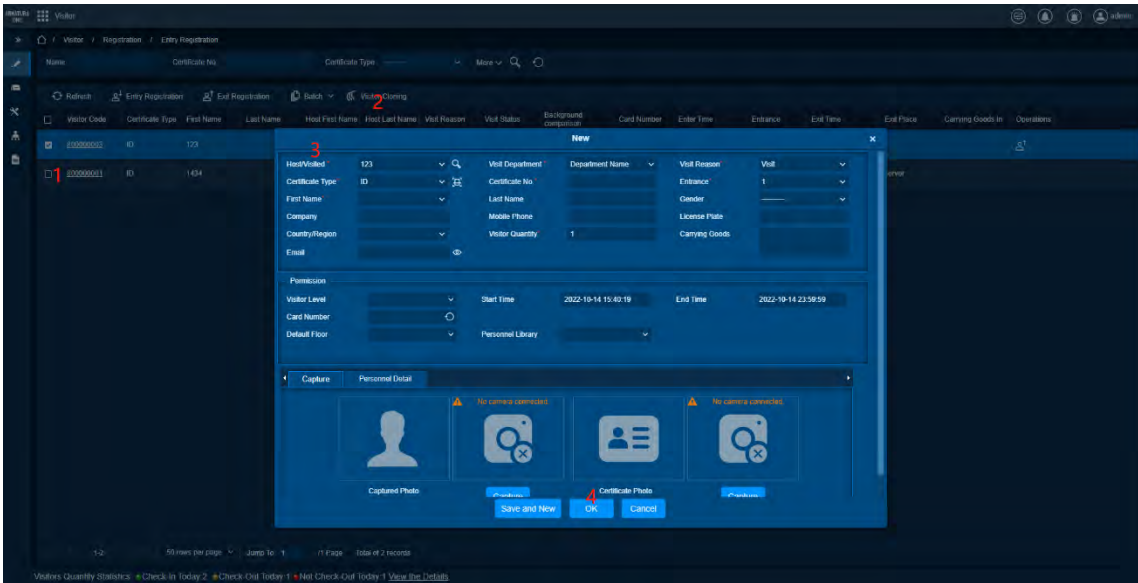 Visitor
admin
/ Visitor / Registration / Entry Registration
Name Certificate No. Certificate Type -------- More
Refresh Entry Registration Exit Registration Batch Visitor Cloning
2
Visitor Code Certificate Type First Name Last Name Host First Name Host Last Name Visit Reason Visit Status Background comparison Card Number Enter Time Entrance Exit Time Exit Place Carrying Goods In Operations
New
ID 123
3
Host/Visited* 123 Visit Department* Department Name Visit Reason* Visit
1
ID 1434
Certificate Type* ID Certificate No* Entrance* 1
First Name Last Name Gender --------
Company Mobile Phone License Plate
Country/Region Visitor Quantity 1 Carrying Goods
Email
Permission
Visitor Level Start Time 2022-10-14 15:40:19 End Time 2022-10-14 23:59:59
Card Number
Default Floor Personnel Library
Capture Personnel Detail
No camera connected. No camera connected.
Captured Photo Capture Certificate Photo Capture
4
Save and New OK Cancel
1-2 50 rows per page Jump To 1 /1 Page Total of 2 records
Visitors Quantity Statistics Check-In Today:2 Check-Out Today:1 Not Check-Out Today:1 View the Details